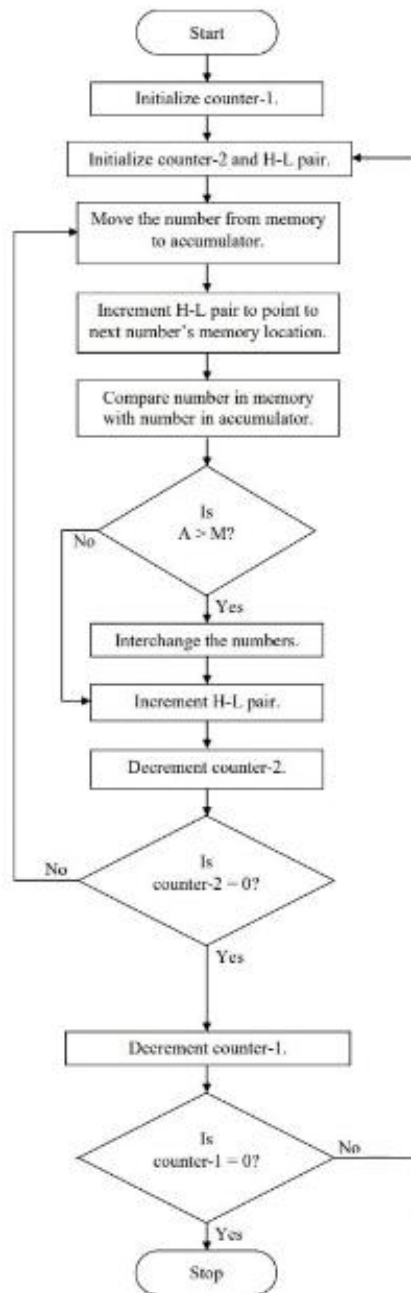 Start
Initialize counter-1.
Initialize counter-2 and H-L pair.
Move the number from memory
to accumulator.
Increment H-L pair to point to
next number's memory location.
Compare number in memory
with number in accumulator.
Is
A > M?
No
Yes
Interchange the numbers.
Increment H-L pair.
Decrement counter-2.
Is
counter-2 = 0?
No
Yes
Decrement counter-1.
Is
counter-1 = 0?
No
Yes
Stop